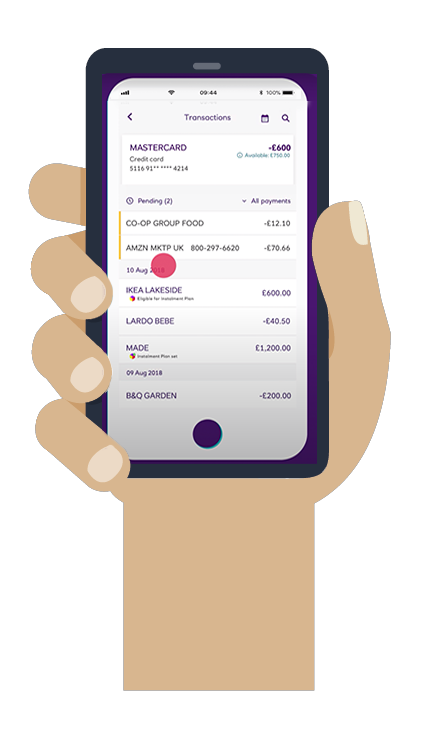 09:44
100%
Transactions
MASTERCARD -£600
Credit card Available: £750.00
5116 91** **** 4214
Pending (2) All payments
CO-OP GROUP FOOD -£12.10
AMZN MKTP UK 800-297-6620 -£70.66
10 Aug 2018
IKEA LAKESIDE £600.00
Eligible for Instalment Plan
LARDO BEBE -£40.50
MADE £1,200.00
Instalment Plan set
09 Aug 2018
B&Q GARDEN -£200.00